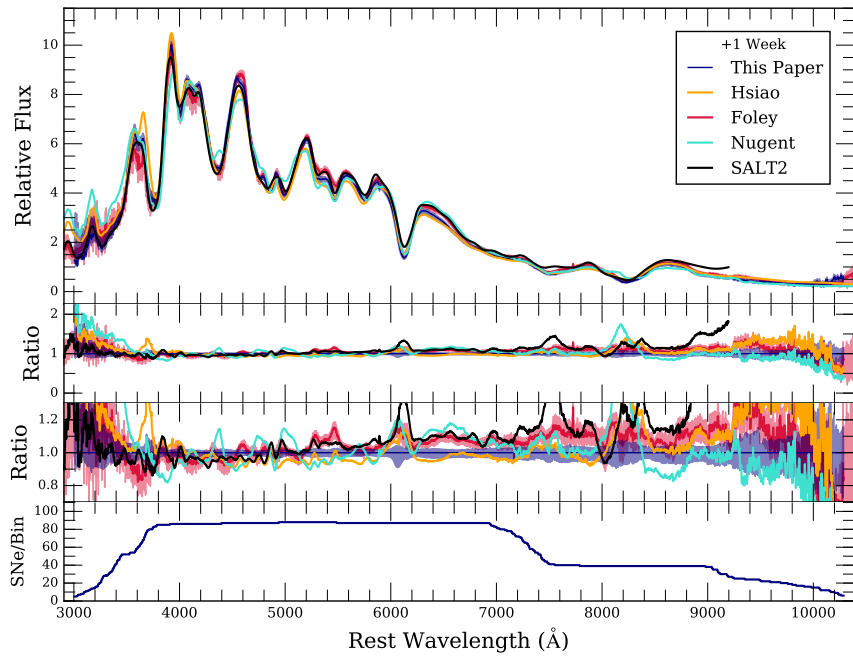 +1 Week
This Paper
Hsiao
Foley
Nugent
SALT2
Relative Flux
10
8
6
4
2
0
Ratio
2
1
0
Ratio
1.2
1.0
0.8
SNe/Bin
100
80
60
40
20
0
3000 4000 5000 6000 7000 8000 9000 10000
Rest Wavelength (Å)